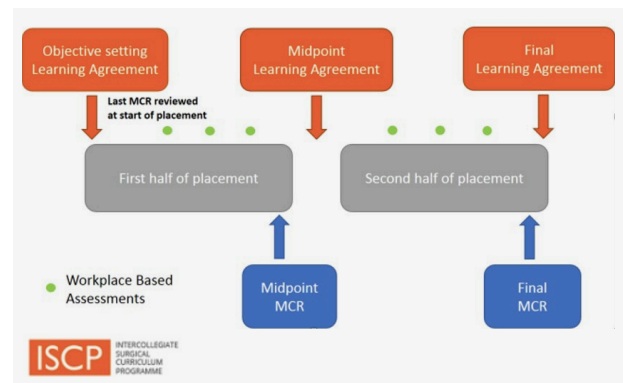 Objective setting
Learning Agreement
Midpoint
Learning Agreement
Final
Learning Agreement
Last MCR reviewed
at start of placement
First half of placement
Second half of placement
Workplace Based
Assessments
Midpoint
MCR
Final
MCR
ISCP
INTERCOLLEGIATE
SURGICAL
CURRICULUM
PROGRAMME